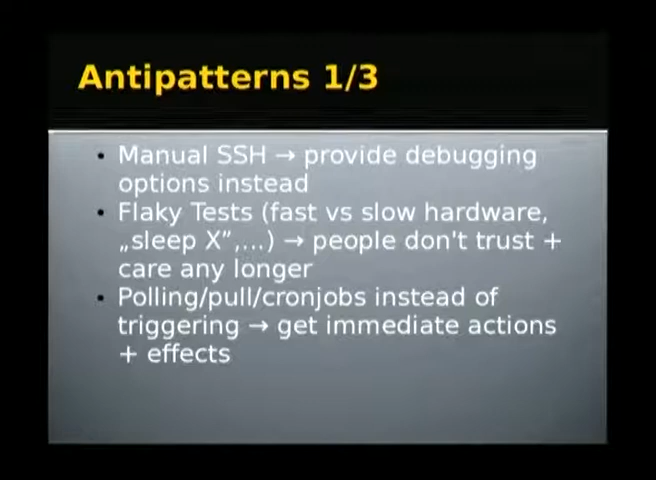 Antipatterns 1/3
• Manual SSH → provide debugging
options instead
• Flaky Tests (fast vs slow hardware,
„sleep X”,...) → people don't trust +
care any longer
• Polling/pull/cronjobs instead of
triggering → get immediate actions
+ effects